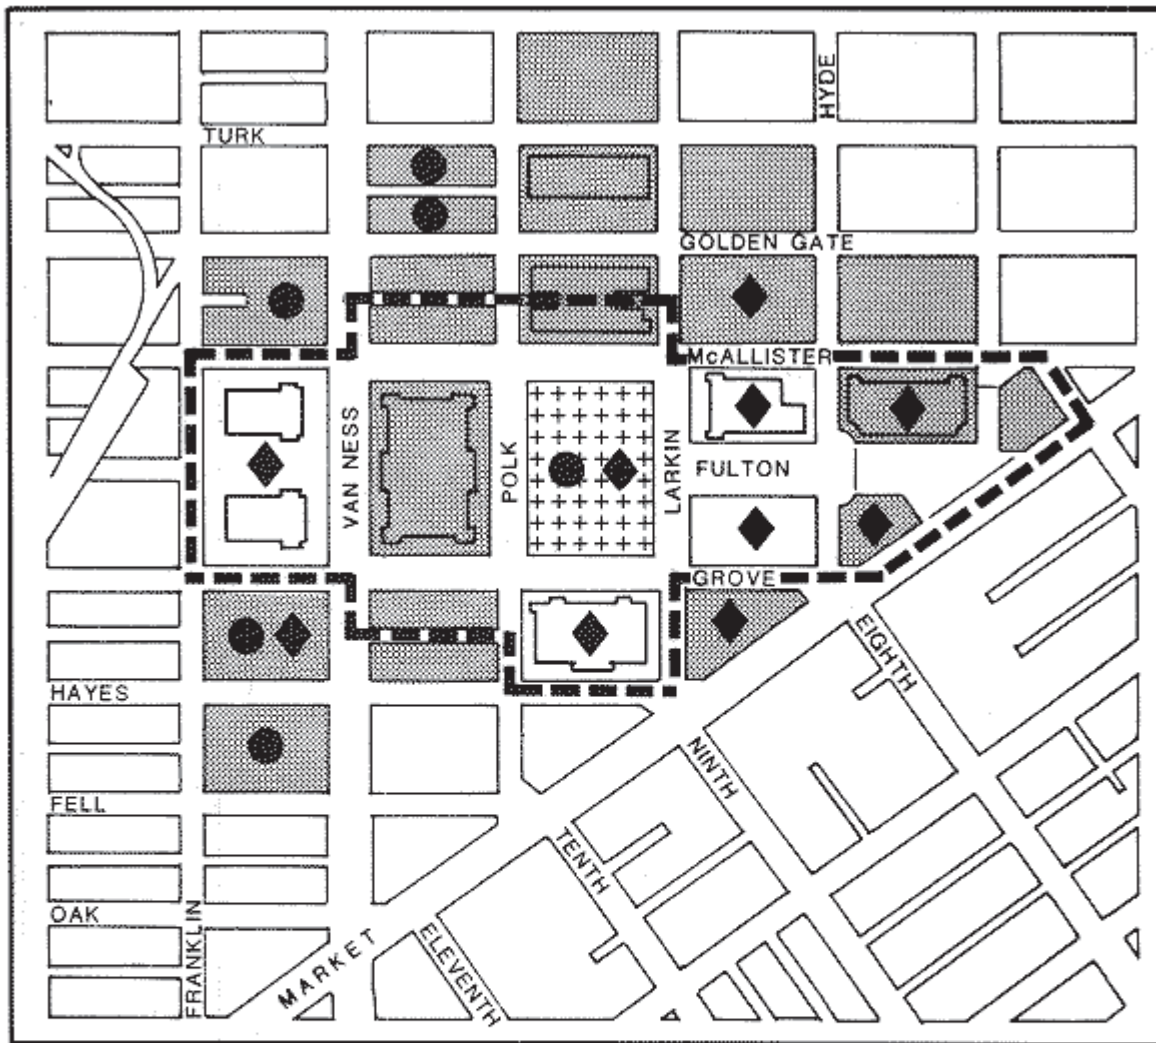 HYDE
TURK
GOLDEN GATE
McALLISTER
VAN NESS
POLK
LARKIN
FULTON
GROVE
EIGHTH
HAYES
NINTH
FELL
TENTH
OAK
FRANKLIN
MARKET
ELEVENTH